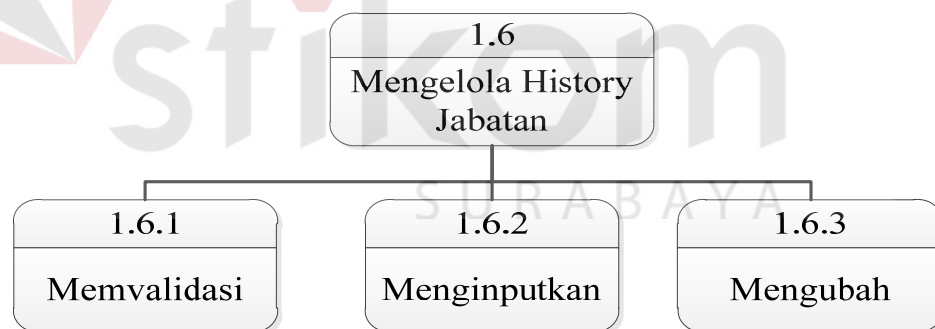 stikom
SURABAYA
1.6
Mengelola History
Jabatan
1.6.1
Memvalidasi
1.6.2
Menginputkan
1.6.3
Mengubah